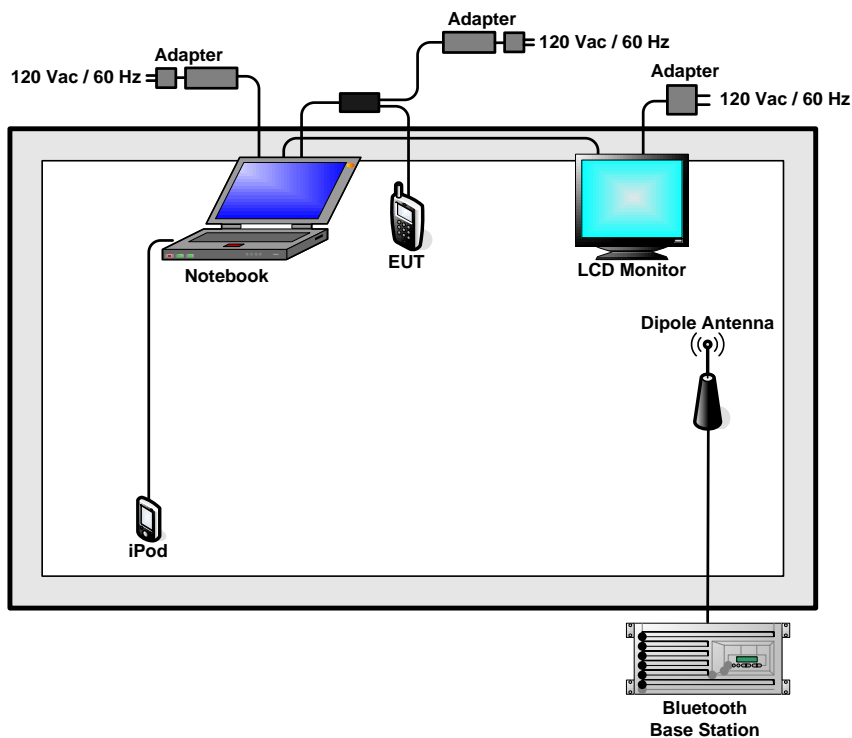 Adapter
120 Vac / 60 Hz
Adapter
120 Vac / 60 Hz
Adapter
120 Vac / 60 Hz
Notebook
EUT
LCD Monitor
Dipole Antenna
iPod
Bluetooth
Base Station